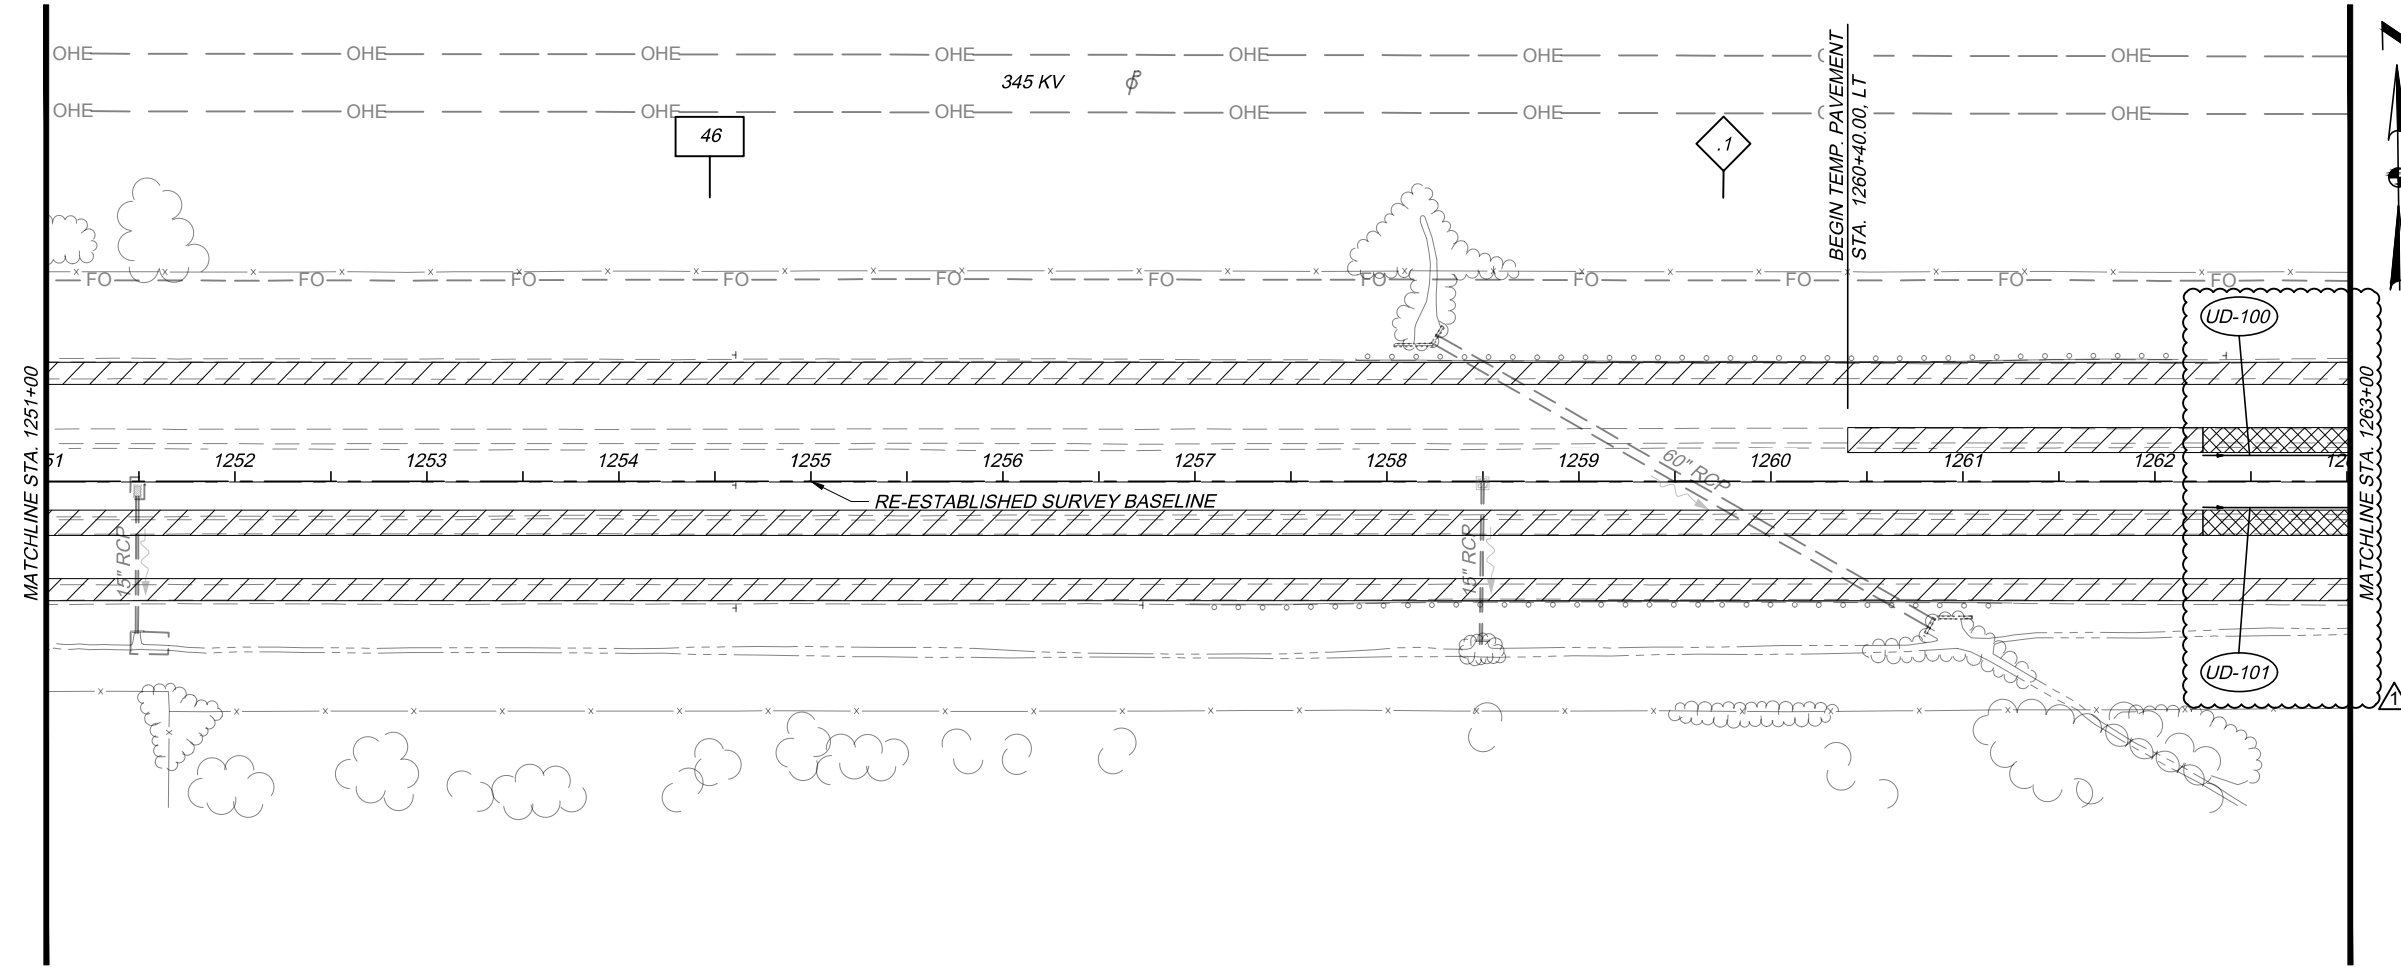 OHE OHE OHE OHE OHE OHE OHE
345 KV
OHE OHE OHE OHE OHE OHE OHE
46
.1
BEGIN TEMP. PAVEMENT
STA. 1260+40.00, LT
FO FO FO FO FO FO FO FO FO FO FO
UD-100
MATCHLINE STA. 1251+00
MATCHLINE STA. 1263+00
51 1252 1253 1254 1255 1256 1257 1258 1259 1260 1261 1262 12
60" RCP
RE-ESTABLISHED SURVEY BASELINE
15" RCP
15" RCP
UD-101
1